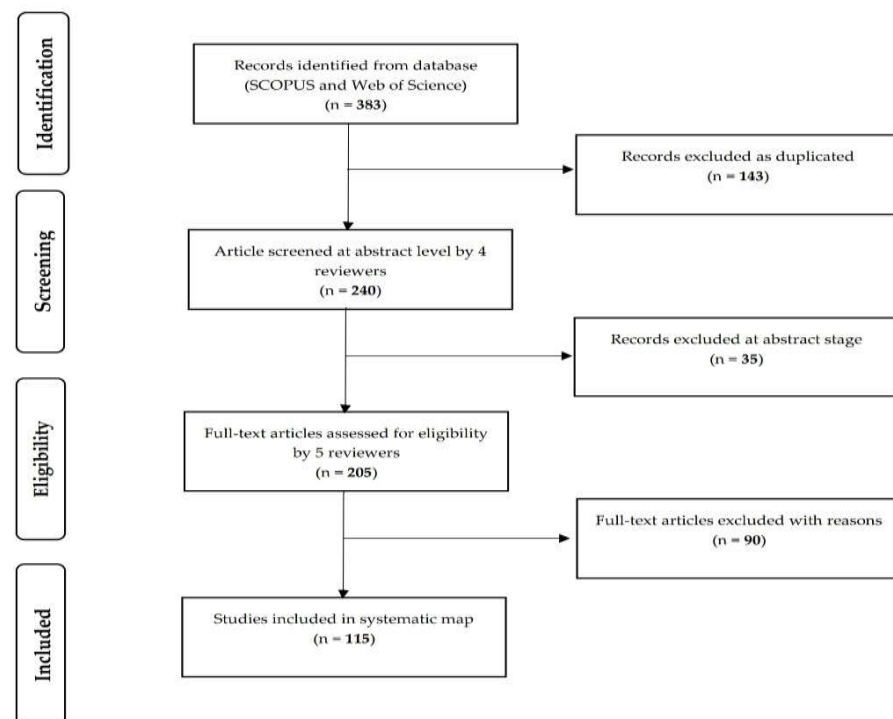 Identification
Records identified from database
(SCOPUS and Web of Science)
(n = 383)
Records excluded as duplicated
(n = 143)
Screening
Article screened at abstract level by 4
reviewers
(n = 240)
Records excluded at abstract stage
(n = 35)
Eligibility
Full-text articles assessed for eligibility
by 5 reviewers
(n = 205)
Full-text articles excluded with reasons
(n = 90)
Included
Studies included in systematic map
(n = 115)